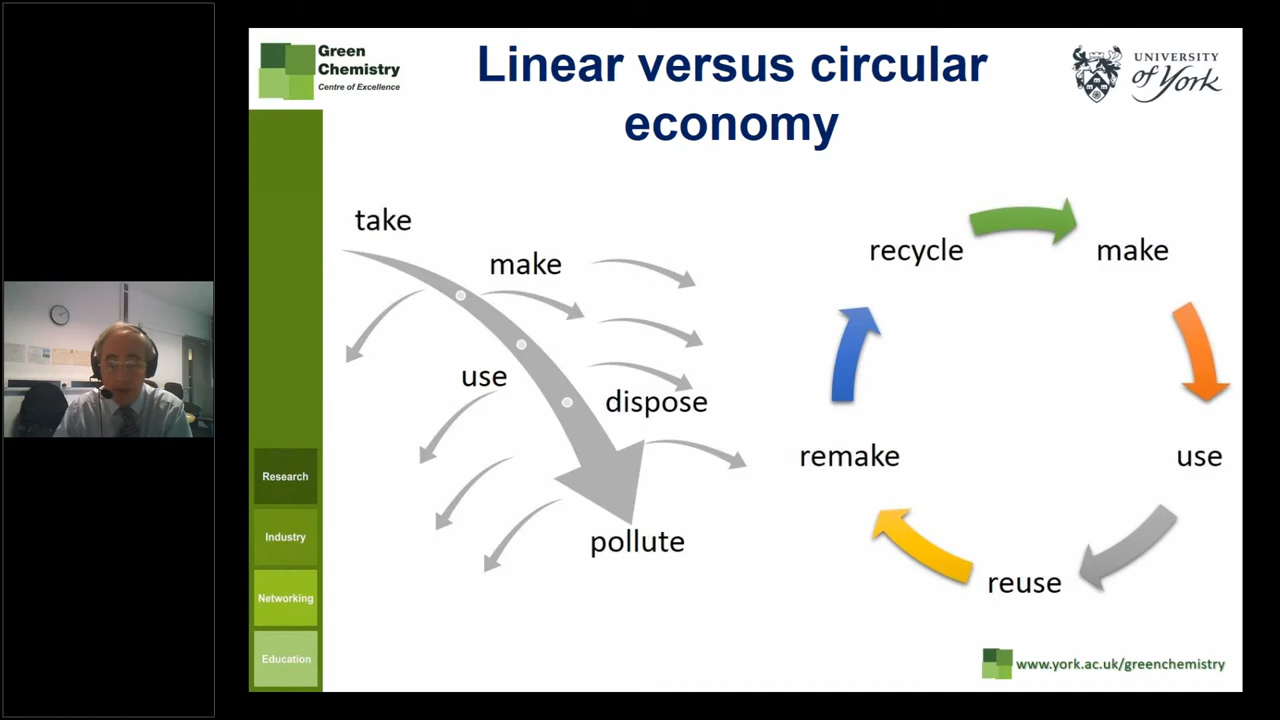 Green
Chemistry
Centre of Excellence
Linear versus circular
economy
UNIVERSITY
of York
take
make
use
dispose
pollute
recycle
make
use
reuse
remake
Research
Industry
Networking
Education
www.york.ac.uk/greenchemistry